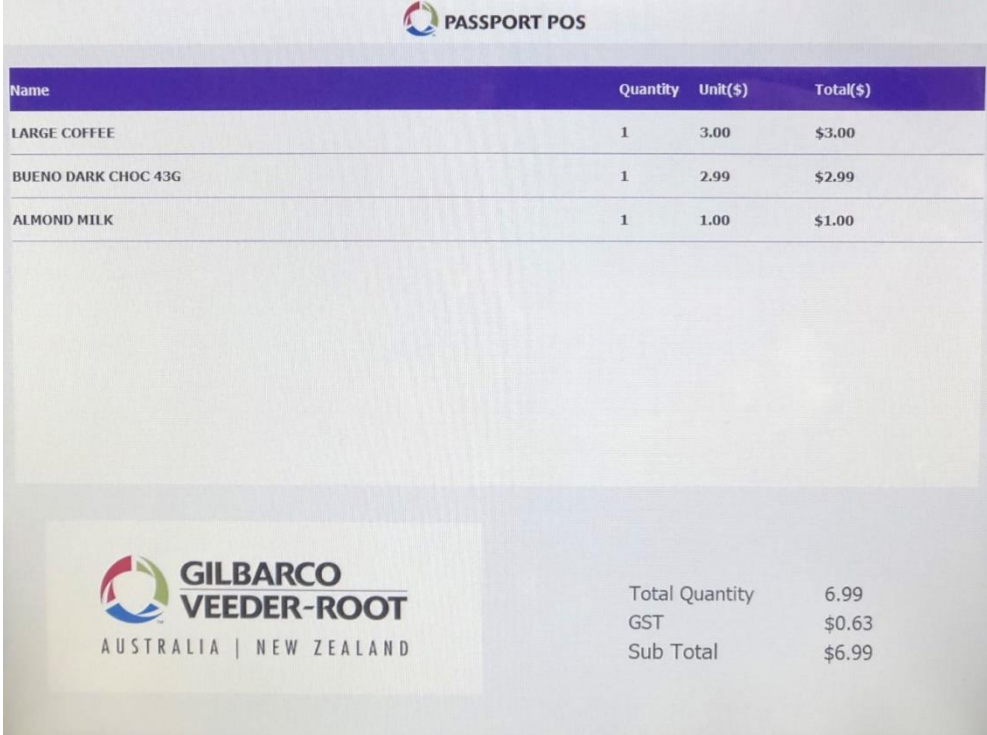 PASSPORT POS
Name Quantity Unit($) Total($)
LARGE COFFEE 1 3.00 $3.00
BUENO DARK CHOC 43G 1 2.99 $2.99
ALMOND MILK 1 1.00 $1.00
GILBARCO
VEEDER-ROOT
AUSTRALIA | NEW ZEALAND
Total Quantity 6.99
GST $0.63
Sub Total $6.99